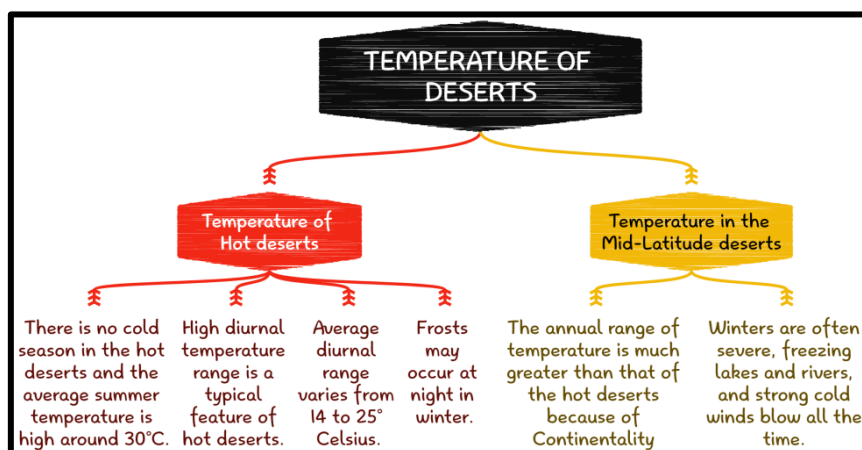 TEMPERATURE OF
DESERTS
Temperature of
Hot deserts
Temperature in the
Mid-Latitude deserts
There is no cold
season in the hot
deserts and the
average summer
temperature is
high around 30°C.
High diurnal
temperature
range is a
typical
feature of
hot deserts.
Average
diurnal
range
varies from
14 to 25°
Celsius.
Frosts
may
occur at
night in
winter.
The annual range of
temperature is much
greater than that of
the hot deserts
because of
Continentality
Winters are often
severe, freezing
lakes and rivers,
and strong cold
winds blow all the
time.